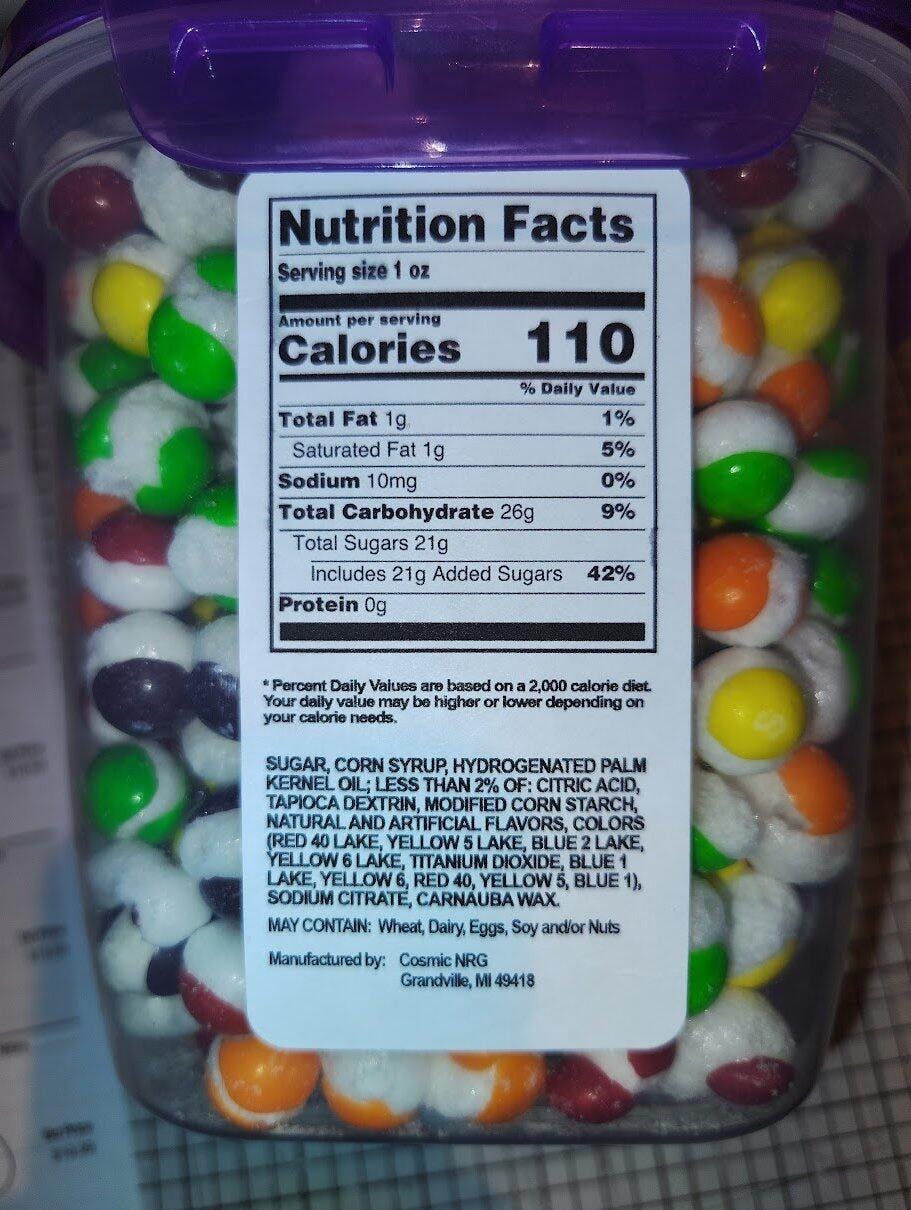 Nutrition Facts
Serving size 1 oz
Amount per serving
Calories 110
% Daily Value
Total Fat 1g 1%
Saturated Fat 1g 5%
Sodium 10mg 0%
Total Carbohydrate 26g 9%
Total Sugars 21g
Includes 21g Added Sugars 42%
Protein 0g
* Percent Daily Values are based on a 2,000 calorie diet.
Your daily value may be higher or lower depending on
your calorie needs.
SUGAR, CORN SYRUP, HYDROGENATED PALM
KERNEL OIL; LESS THAN 2% OF: CITRIC ACID,
TAPIOCA DEXTRIN, MODIFIED CORN STARCH,
NATURAL AND ARTIFICIAL FLAVORS, COLORS
(RED 40 LAKE, YELLOW 5 LAKE, BLUE 2 LAKE,
YELLOW 6 LAKE, TITANIUM DIOXIDE, BLUE 1
LAKE, YELLOW 6, RED 40, YELLOW 5, BLUE 1),
SODIUM CITRATE, CARNAUBA WAX.
MAY CONTAIN: Wheat, Dairy, Eggs, Soy and/or Nuts
Manufactured by: Cosmic NRG
Grandville, MI 49418